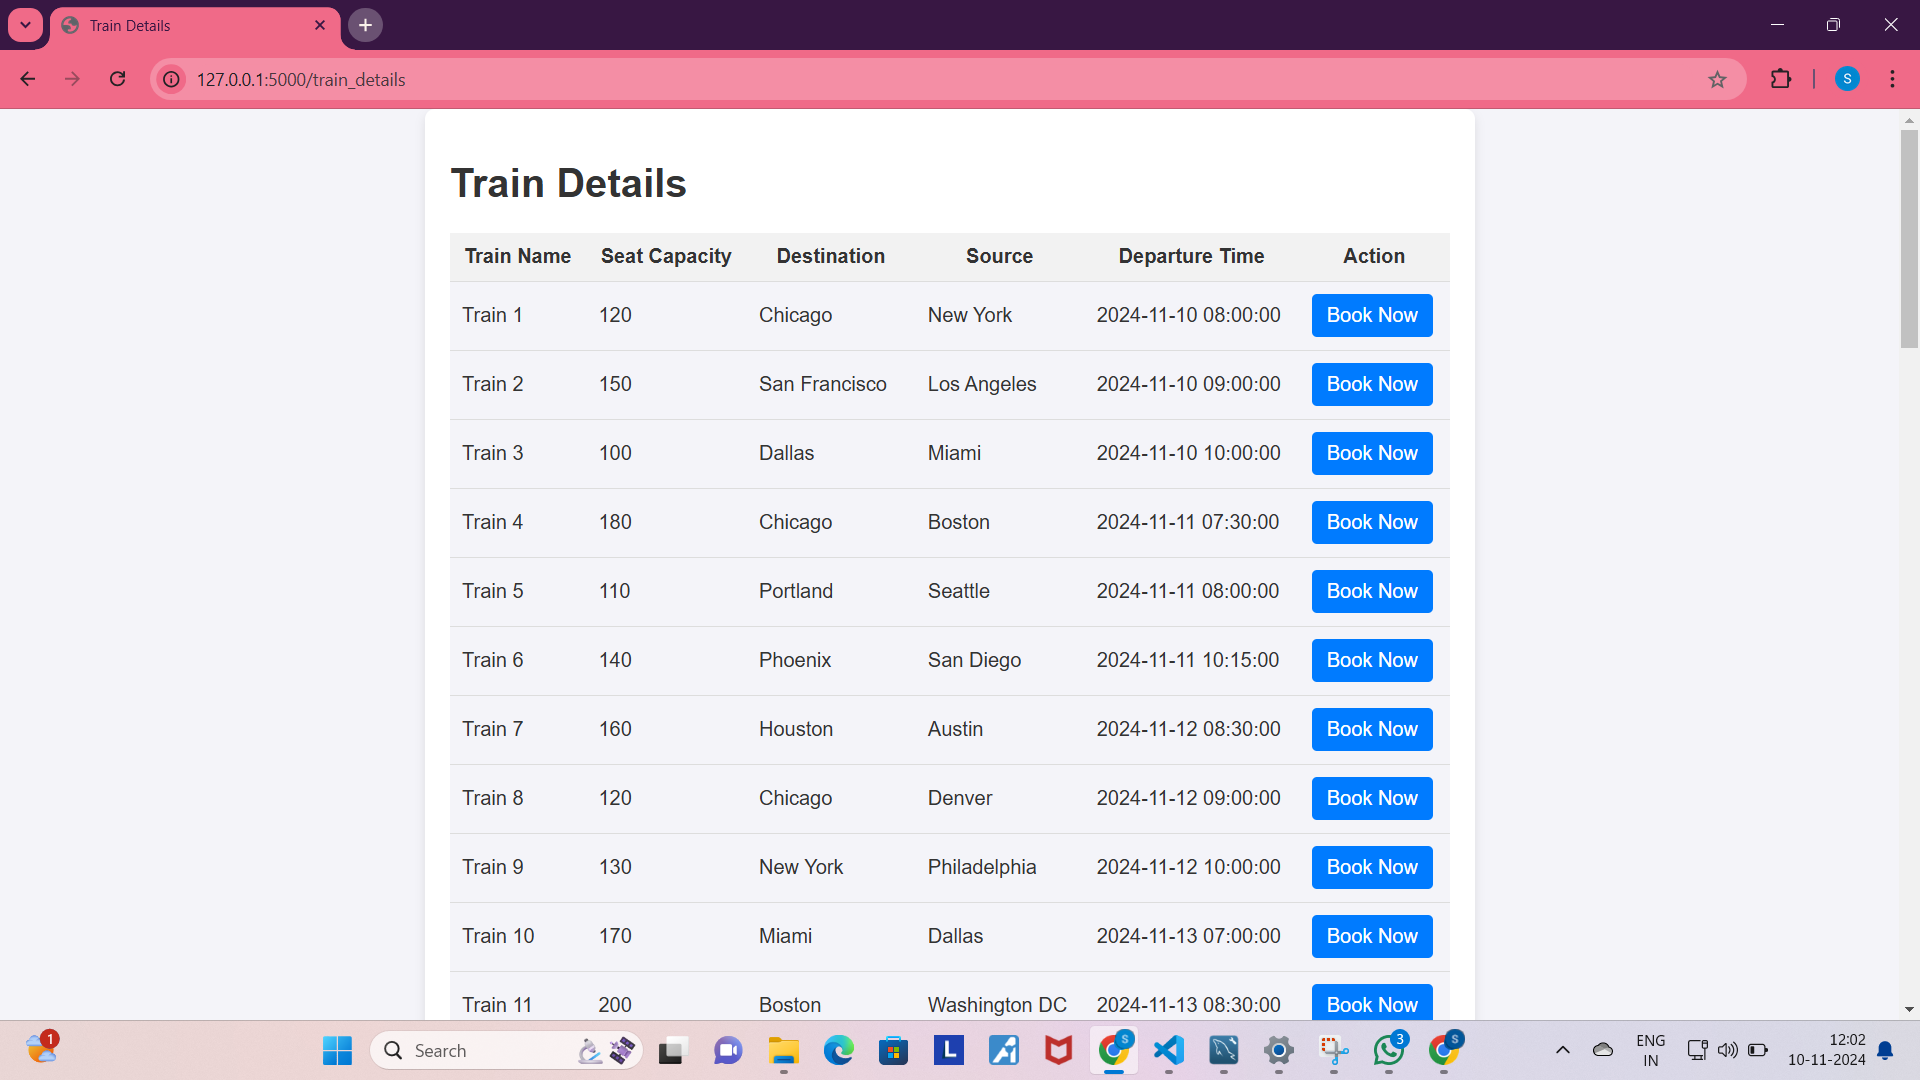 Train Details
127.0.0.1:5000/train_details
S
Train Details
Train Name Seat Capacity Destination Source Departure Time Action
Train 1 120 Chicago New York 2024-11-10 08:00:00 Book Now
Train 2 150 San Francisco Los Angeles 2024-11-10 09:00:00 Book Now
Train 3 100 Dallas Miami 2024-11-10 10:00:00 Book Now
Train 4 180 Chicago Boston 2024-11-11 07:30:00 Book Now
Train 5 110 Portland Seattle 2024-11-11 08:00:00 Book Now
Train 6 140 Phoenix San Diego 2024-11-11 10:15:00 Book Now
Train 7 160 Houston Austin 2024-11-12 08:30:00 Book Now
Train 8 120 Chicago Denver 2024-11-12 09:00:00 Book Now
Train 9 130 New York Philadelphia 2024-11-12 10:00:00 Book Now
Train 10 170 Miami Dallas 2024-11-13 07:00:00 Book Now
Train 11 200 Boston Washington DC 2024-11-13 08:30:00 Book Now
1 Search L S 3 S ENG 12:02
IN 10-11-2024